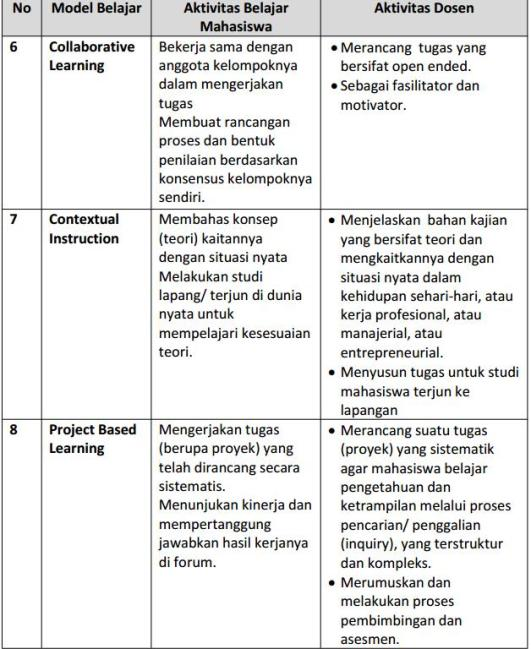 No Model Belajar Aktivitas Belajar Mahasiswa Aktivitas Dosen
6 Collaborative Learning
Bekerja sama dengan
anggota kelompoknya
dalam mengerjakan
tugas
Membuat rancangan
proses dan bentuk
penilaian berdasarkan
konsensus kelompoknya
sendiri.
• Merancang tugas yang
bersifat open ended.
• Sebagai fasilitator dan
motivator.
7 Contextual Instruction
Membahas konsep
(teori) kaitannya
dengan situasi nyata
Melakukan studi
lapang/ terjun di dunia
nyata untuk
mempelajari kesesuaian
teori.
• Menjelaskan bahan kajian
yang bersifat teori dan
mengkaitkannya dengan
situasi nyata dalam
kehidupan sehari-hari, atau
kerja profesional, atau
manajerial, atau
entrepreneurial.
• Menyusun tugas untuk studi
mahasiswa terjun ke
lapangan
8 Project Based Learning
Mengerjakan tugas
(berupa proyek) yang
telah dirancang secara
sistematis.
Menunjukan kinerja dan
mempertanggung
jawabkan hasil kerjanya
di forum.
• Merancang suatu tugas
(proyek) yang sistematik
agar mahasiswa belajar
pengetahuan dan
ketrampilan melalui proses
pencarian/ penggalian
(inquiry), yang terstruktur
dan kompleks.
• Merumuskan dan
melakukan proses
pembimbingan dan
asesmen.